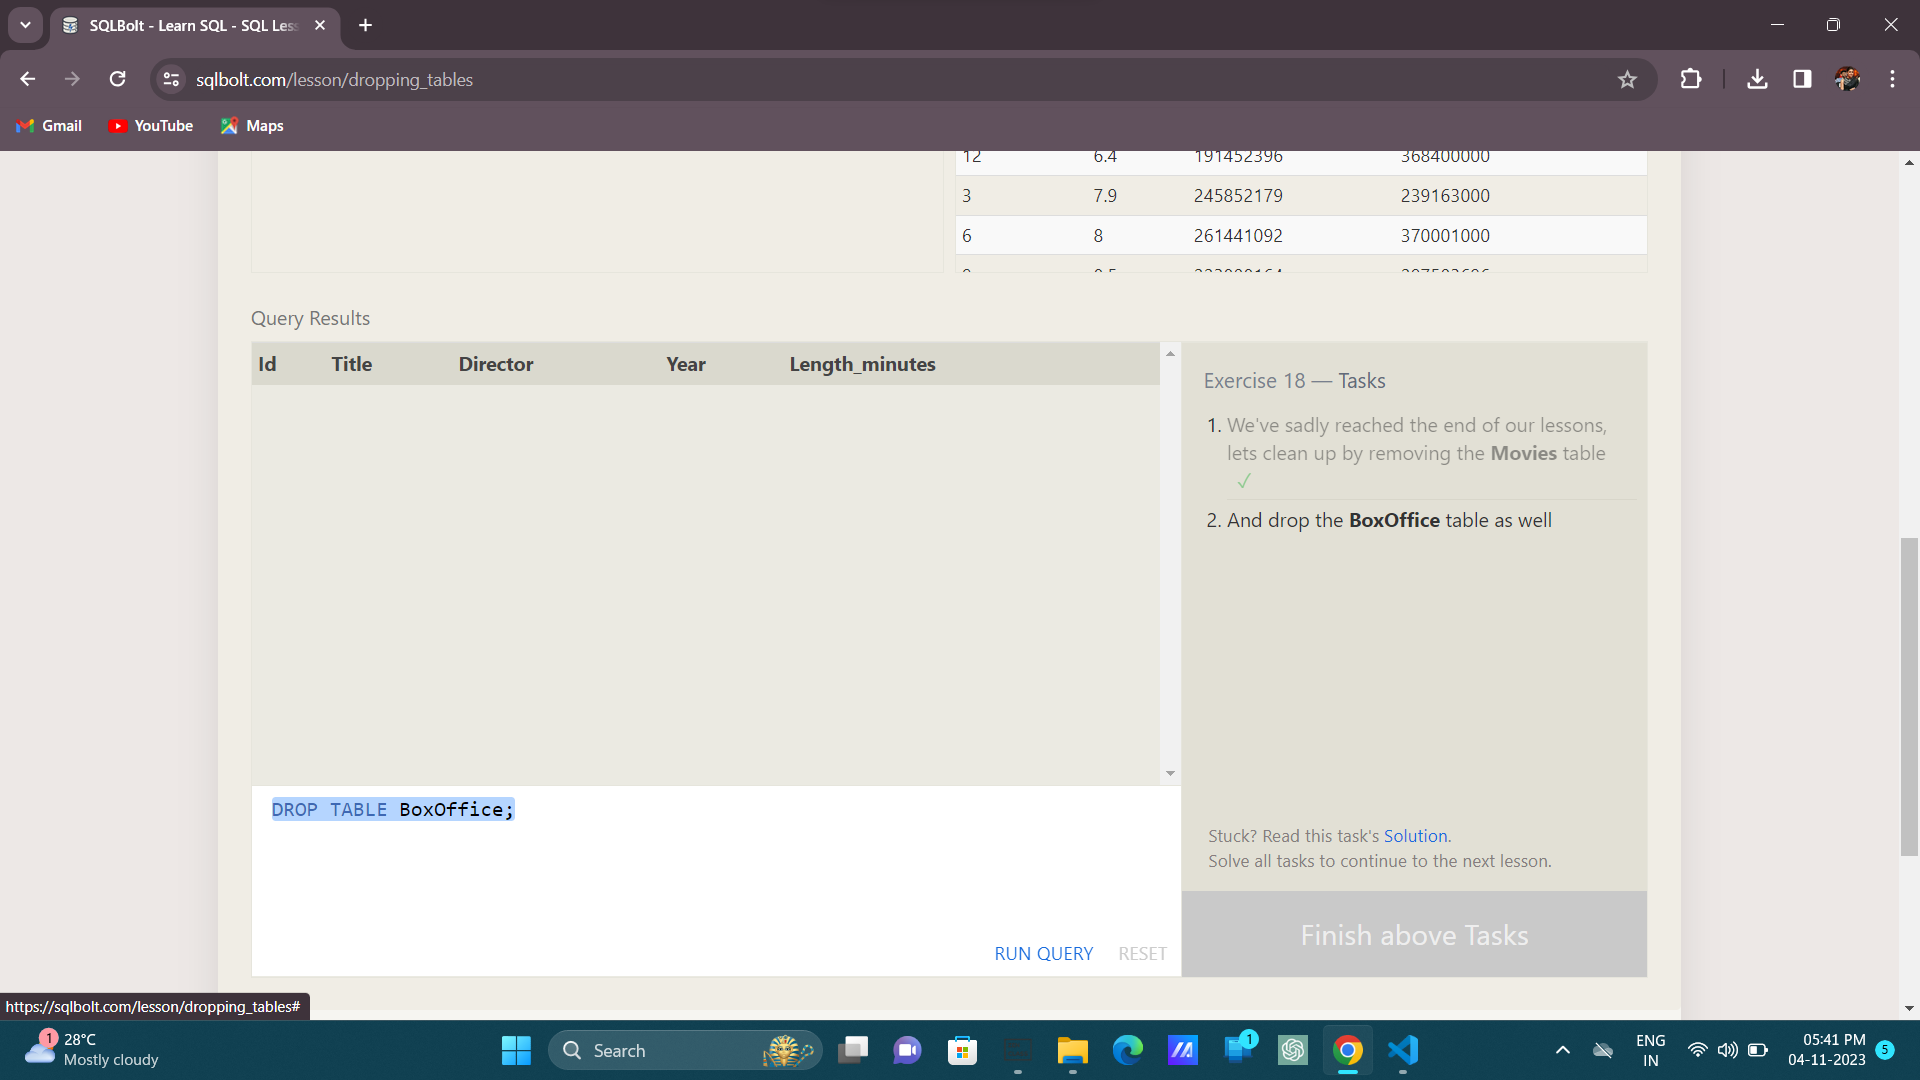 SQLBolt - Learn SQL - SQL Les
sqlbolt.com/lesson/dropping_tables
Gmail YouTube Maps
12 6.4 191452396 368400000
3 7.9 245852179 239163000
6 8 261441092 370001000
Query Results
Id Title Director Year Length_minutes
Exercise 18 — Tasks
1. We've sadly reached the end of our lessons,
lets clean up by removing the Movies table
✓
2. And drop the BoxOffice table as well
DROP TABLE BoxOffice;
Stuck? Read this task's Solution.
Solve all tasks to continue to the next lesson.
Finish above Tasks
RUN QUERY RESET
https://sqlbolt.com/lesson/dropping_tables#
1
28°C
Mostly cloudy
Search
1
ENG
IN
05:41 PM
04-11-2023
5